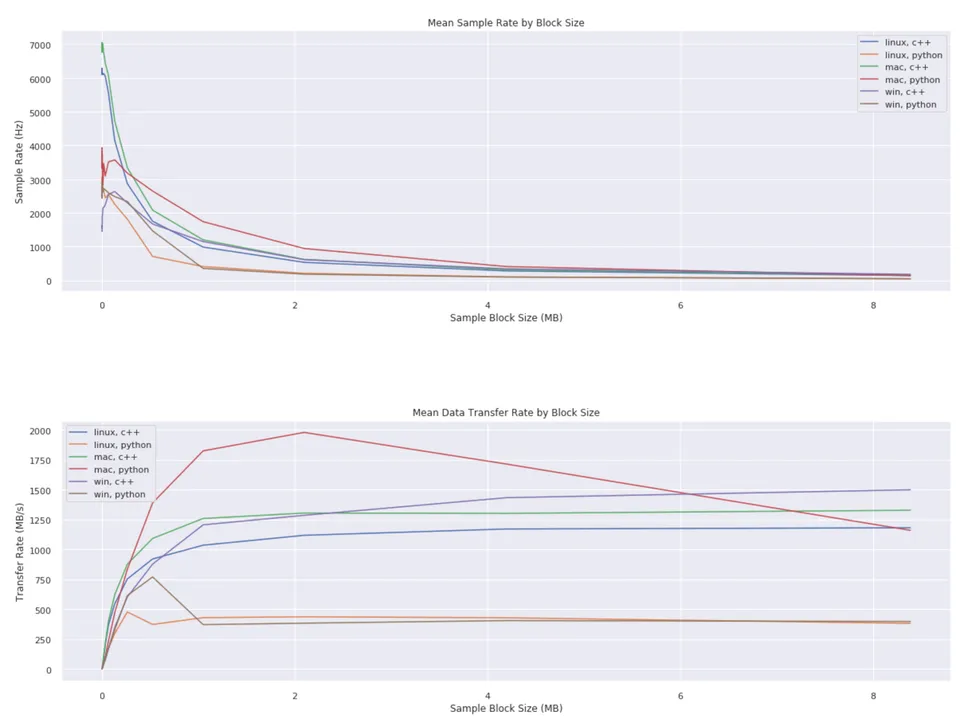 Mean Sample Rate by Block Size
7000
6000
5000
4000
3000
2000
1000
0
Sample Rate (Hz)
linux, c++
linux, python
mac, c++
mac, python
win, c++
win, python
0 2 4 6 8
Sample Block Size (MB)
Mean Data Transfer Rate by Block Size
2000
1750
1500
1250
1000
750
500
250
0
Transfer Rate (MB/s)
linux, c++
linux, python
mac, c++
mac, python
win, c++
win, python
0 2 4 6 8
Sample Block Size (MB)